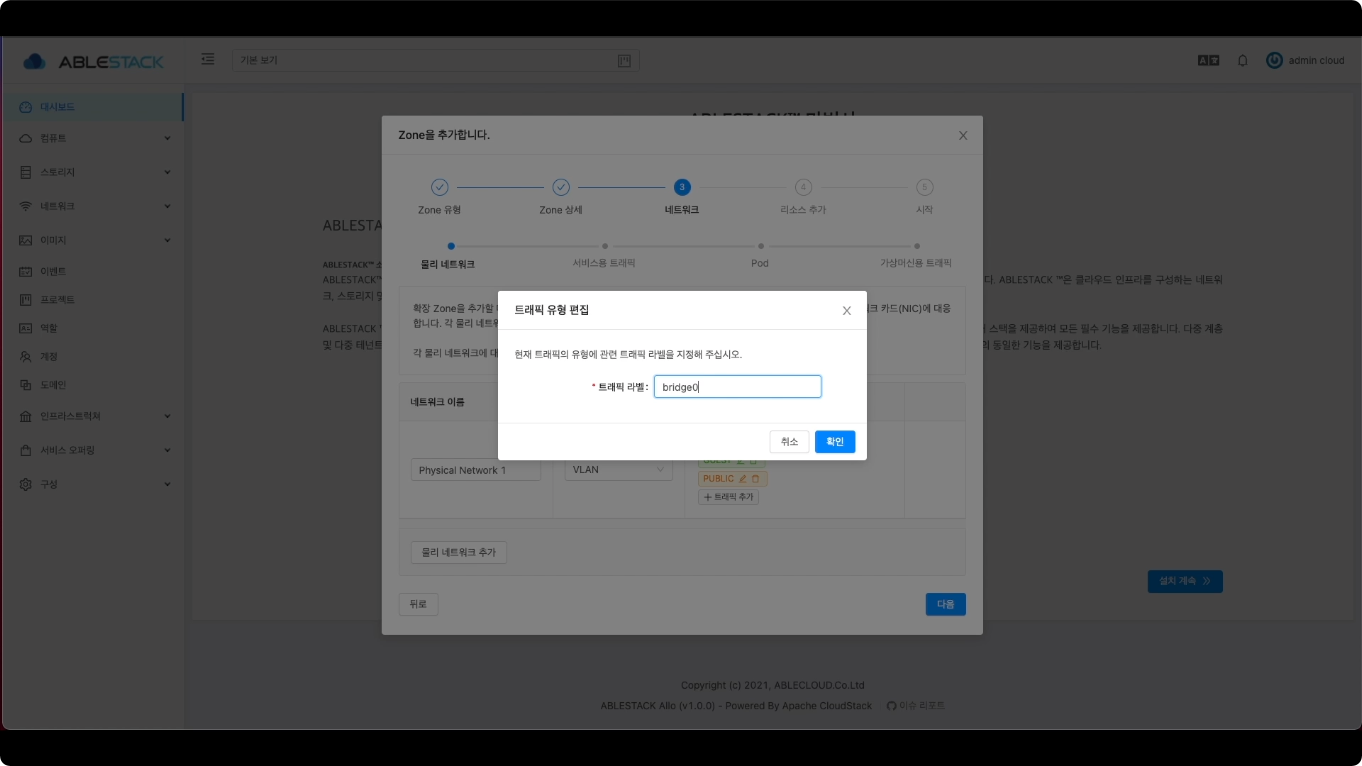 ABLESTACK
기본 보기
admin cloud
대시보드
컴퓨트
스토리지
네트워크
이미지
이벤트
프로젝트
역할
계정
도메인
인프라스트럭쳐
서비스 오퍼링
구성
Zone을 추가합니다.
3
4
5
Zone 유형
Zone 상세
네트워크
리소스 추가
시작
물리 네트워크
서비스용 트래픽
Pod
가상머신용 트래픽
ABLESTA
ABLESTACK™ 소
ABLESTACK™
다. ABLESTACK ™은 클라우드 인프라를 구성하는 네트워
크, 스토리지 및
ABLESTACK
스택을 제공하여 모든 필수 기능을 제공합니다. 다중 계층
및 다중 테넌트
동일한 기능을 제공합니다.
확장 Zone을 추가할
크 카드(NIC)에 대응
합니다. 각 물리 네트워
각 물리 네트워크에 대
트래픽 유형 편집
현재 트래픽의 유형에 관련 트래픽 라벨을 지정해 주십시오.
* 트래픽 라벨 :
bridge0
취소
확인
네트워크 이름
Physical Network 1
VLAN
GUEST
PUBLIC
+ 트래픽 추가
물리 네트워크 추가
뒤로
다음
설치 계속
Copyright (c) 2021, ABLECLOUD.Co.Ltd
ABLESTACK Allo (v1.0.0) - Powered By Apache CloudStack
이슈 리포트